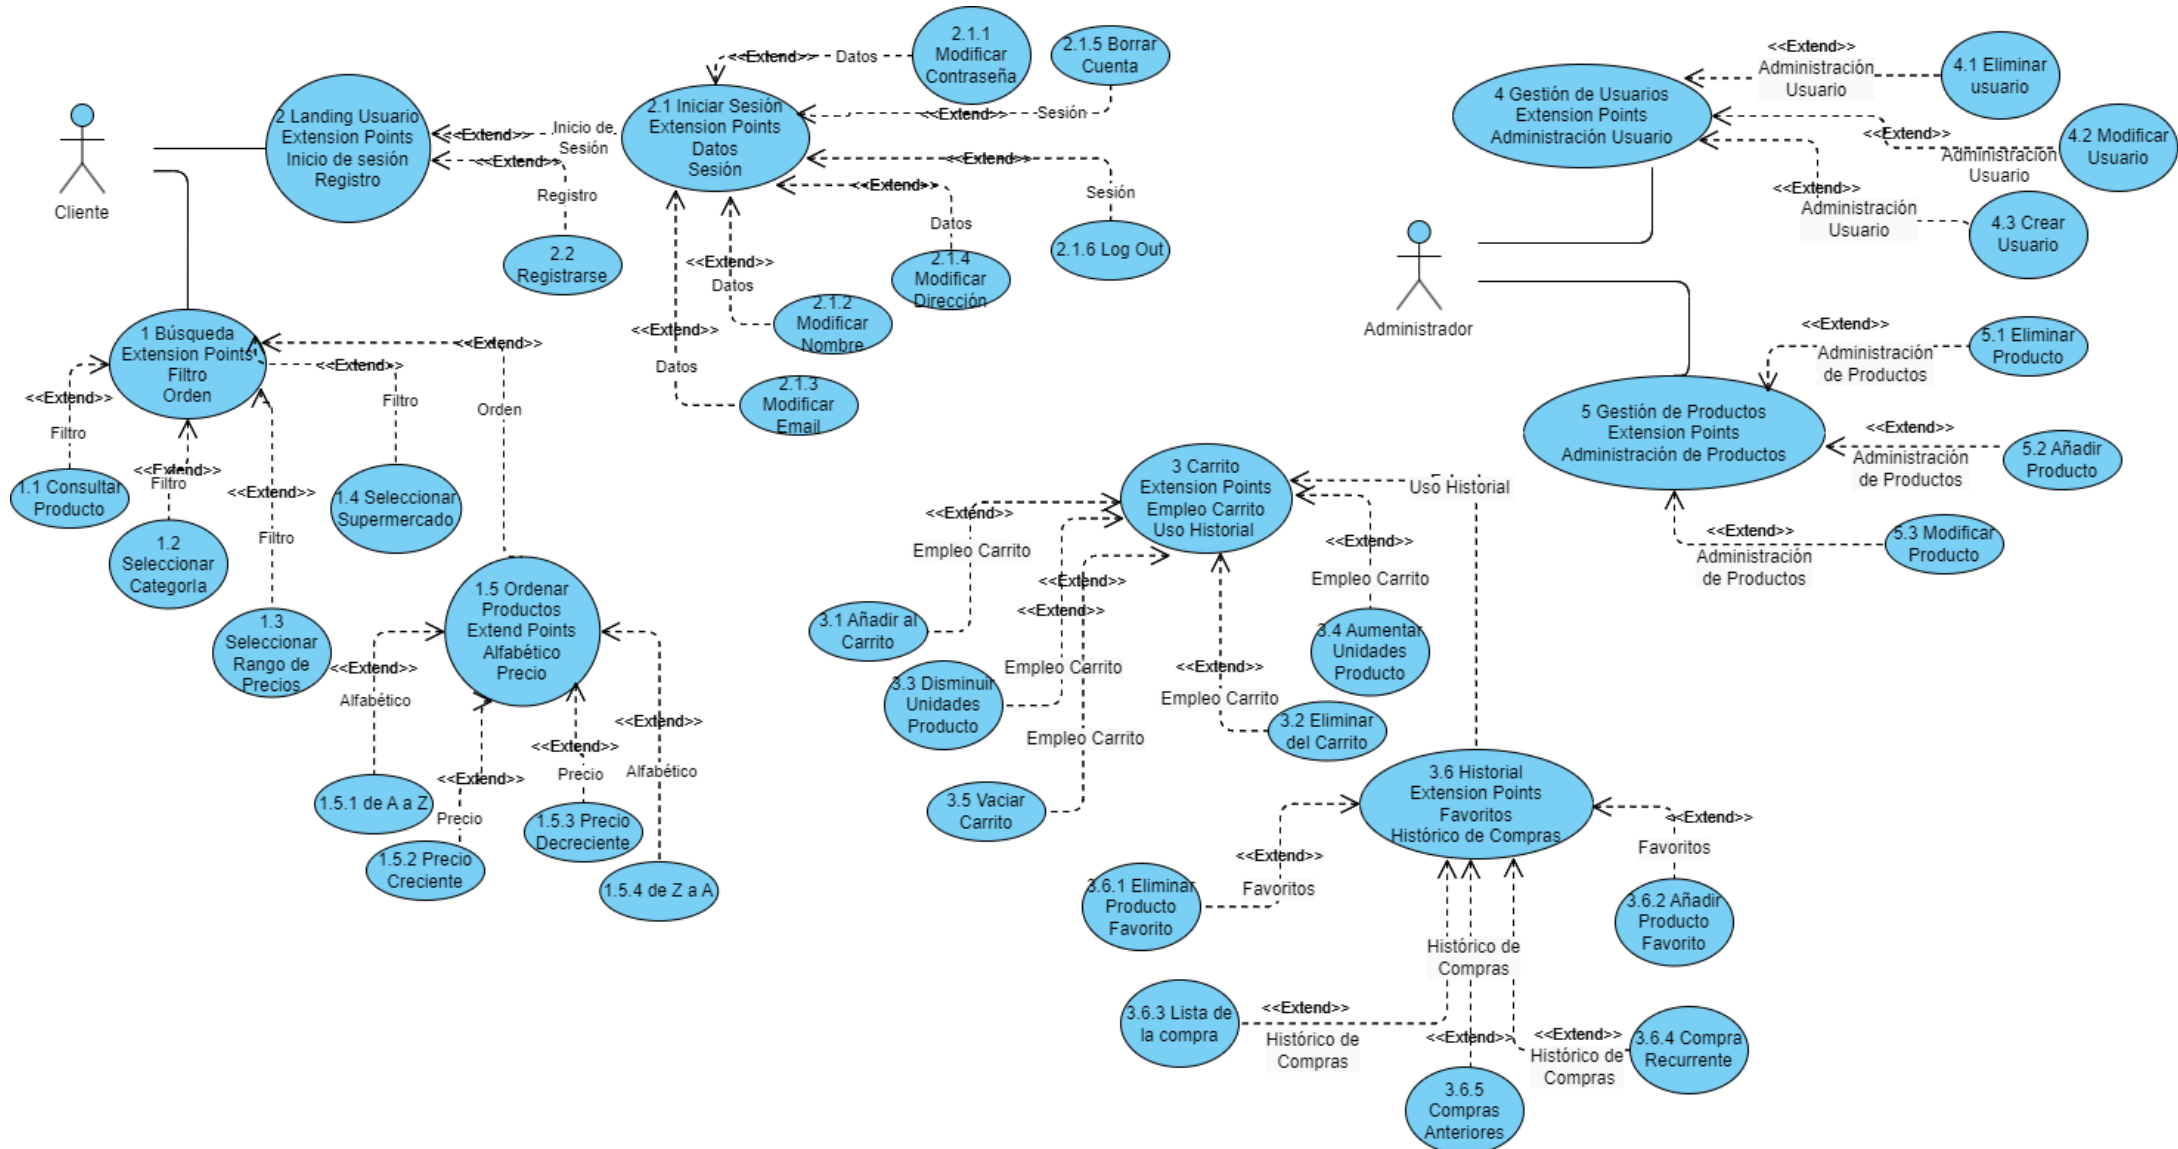 Cliente
2 Landing Usuario
Extension Points
Inicio de sesión
Registro
<<Extend>>
Inicio de
Sesión
<<Extend>>
Registro
2.2
Registrarse
2.1 Iniciar Sesión
Extension Points
Datos
Sesión
<<Extend>>
Datos
2.1.1
Modificar
Contraseña
2.1.5 Borrar
Cuenta
<<Extend>>
Sesión
<<Extend>>
Sesión
2.1.6 Log Out
<<Extend>>
Datos
2.1.4
Modificar
Dirección
<<Extend>>
Datos
2.1.2
Modificar
Nombre
<<Extend>>
Datos
2.1.3
Modificar
Email
1 Búsqueda
Extension Points
Filtro
Orden
<<Extend>>
Filtro
1.1 Consultar
Producto
<<Extend>>
Filtro
1.2
Seleccionar
CategorIa
<<Extend>>
Filtro
1.3
Seleccionar
Rango de
Precios
<<Extend>>
Filtro
1.4 Seleccionar
Supermercado
<<Extend>>
Orden
1.5 Ordenar
Productos
Extend Points
Alfabético
Precio
<<Extend>>
Alfabético
1.5.1 de A a Z
<<Extend>>
Precio
1.5.2 Precio
Creciente
<<Extend>>
Precio
1.5.3 Precio
Decreciente
<<Extend>>
Alfabético
1.5.4 de Z a A
Administrador
4 Gestión de Usuarios
Extension Points
Administración Usuario
<<Extend>>
Administración
Usuario
4.1 Eliminar
usuario
<<Extend>>
Administración
Usuario
4.2 Modificar
Usuario
<<Extend>>
Administración
Usuario
4.3 Crear
Usuario
5 Gestión de Productos
Extension Points
Administración de Productos
<<Extend>>
Administración
de Productos
5.1 Eliminar
Producto
<<Extend>>
Administración
de Productos
5.2 Añadir
Producto
<<Extend>>
Administración
de Productos
5.3 Modificar
Producto
3 Carrito
Extension Points
Empleo Carrito
Uso Historial
<<Extend>>
Empleo Carrito
3.1 Añadir al
Carrito
<<Extend>>
Empleo Carrito
3.3 Disminuir
Unidades
Producto
<<Extend>>
Empleo Carrito
3.5 Vaciar
Carrito
<<Extend>>
Empleo Carrito
3.2 Eliminar
del Carrito
<<Extend>>
Empleo Carrito
3.4 Aumentar
Unidades
Producto
Uso Historial
3.6 Historial
Extension Points
Favoritos
Histórico de Compras
<<Extend>>
Favoritos
3.6.1 Eliminar
Producto
Favorito
<<Extend>>
Favoritos
3.6.2 Añadir
Producto
Favorito
<<Extend>>
Histórico de
Compras
3.6.3 Lista de
la compra
Histórico de
Compras
<<Extend>>
3.6.5
Compras
Anteriores
<<Extend>>
Histórico de
Compras
3.6.4 Compra
Recurrente